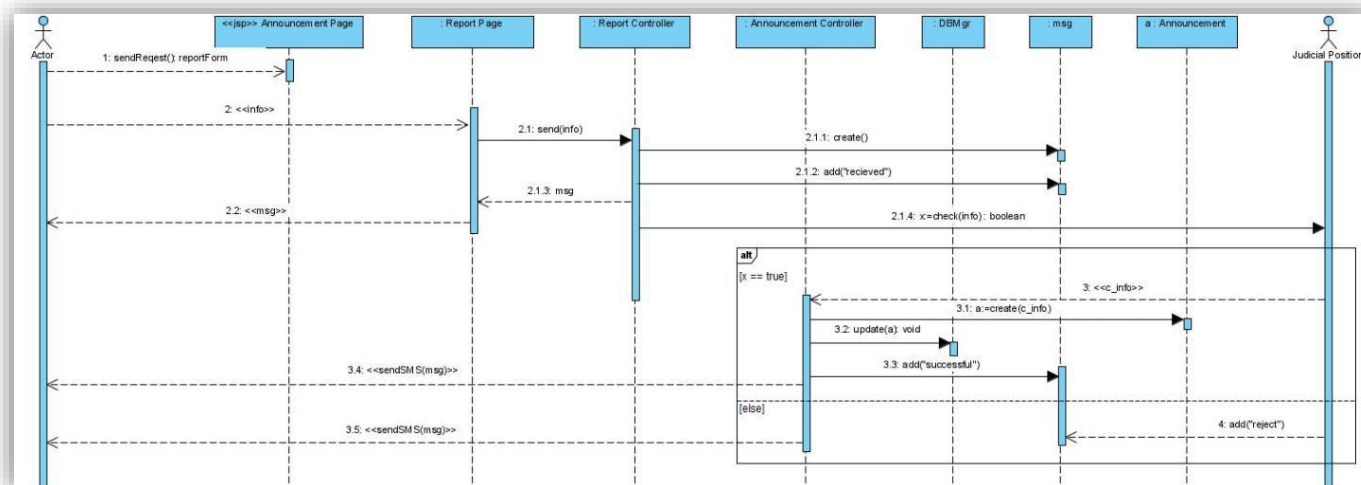 <<jsp>> Announcement Page
: Report Page
: Report Controller
: Announcement Controller
: DBMgr
: msg
a : Announcement
Actor
Judicial Position
1: sendReqest(): reportForm
2: <<info>>
2.1: send(info)
2.1.1: create()
2.1.2: add("recieved")
2.1.3: msg
2.2: <<msg>>
2.1.4: x:=check(info) : boolean
alt
[x == true]
3: <<c_info>>
3.1: a:=create(c_info)
3.2: update(a): void
3.3: add("successful")
3.4: <<sendSMS(msg)>>
[else]
4: add("reject")
3.5: <<sendSMS(msg)>>